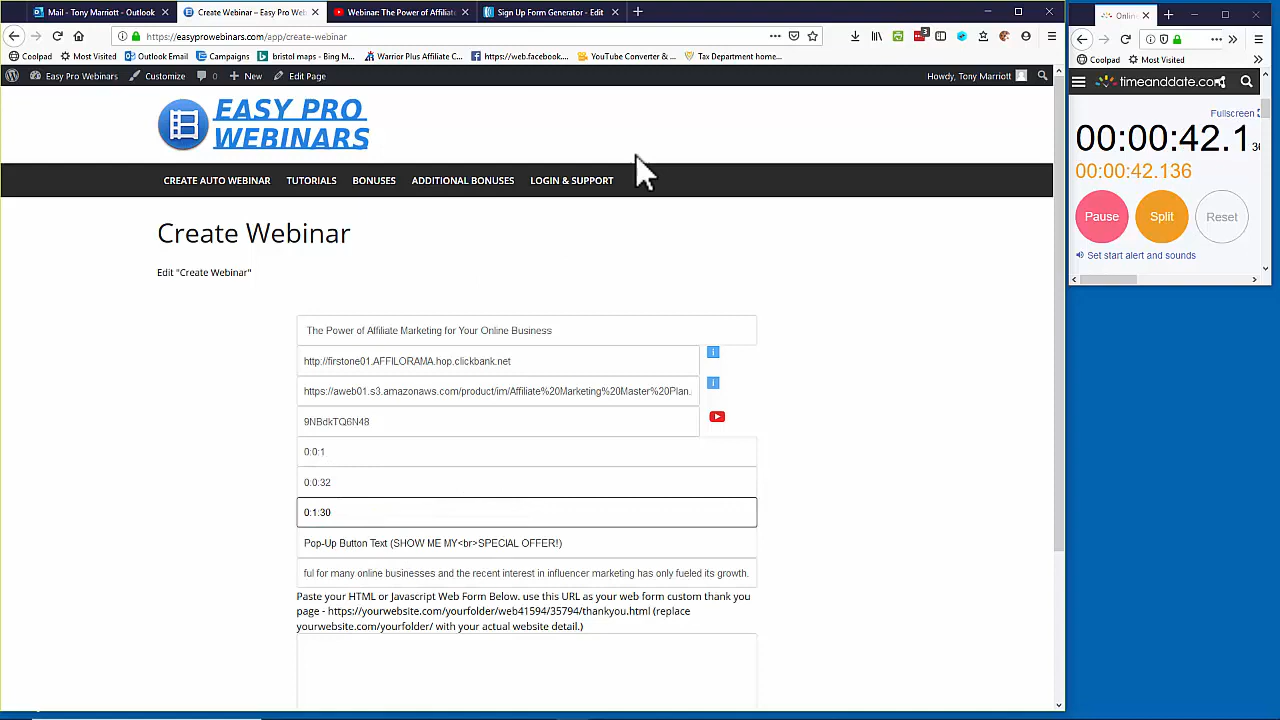 Mail - Tony Marriott - Outlook
Create Webinar – Easy Pro Web
Webinar: The Power of Affiliate
Sign Up Form Generator - Edit
https://easyprowebinars.com/app/create-webinar
Coolpad
Most Visited
Outlook Email
Campaigns
bristol maps - Bing M...
Warrior Plus Affiliate C...
https://web.facebook....
YouTube Converter & ...
Tax Department home...
Easy Pro Webinars
Customize
0
New
Edit Page
Howdy, Tony Marriott
EASY PRO
WEBINARS
CREATE AUTO WEBINAR
TUTORIALS
BONUSES
ADDITIONAL BONUSES
LOGIN & SUPPORT
Create Webinar
Edit "Create Webinar"
The Power of Affiliate Marketing for Your Online Business
http://firstone01.AFFILORAMA.hop.clickbank.net
https://aweb01.s3.amazonaws.com/product/im/Affiliate%20Marketing%20Master%20Plan.
9NBdkTQ6N48
0:0:1
0:0:32
0:1:30
Pop-Up Button Text (SHOW ME MY<br>SPECIAL OFFER!)
ful for many online businesses and the recent interest in influencer marketing has only fueled its growth.
Paste your HTML or Javascript Web Form Below. use this URL as your web form custom thank you
page - https://yourwebsite.com/yourfolder/web41594/35794/thankyou.html (replace
yourwebsite.com/yourfolder/ with your actual website detail.)
Online
Coolpad
Most Visited
timeanddate.com
Fullscreen
00:00:42.1
00:00:42.136
Pause
Split
Reset
Set start alert and sounds